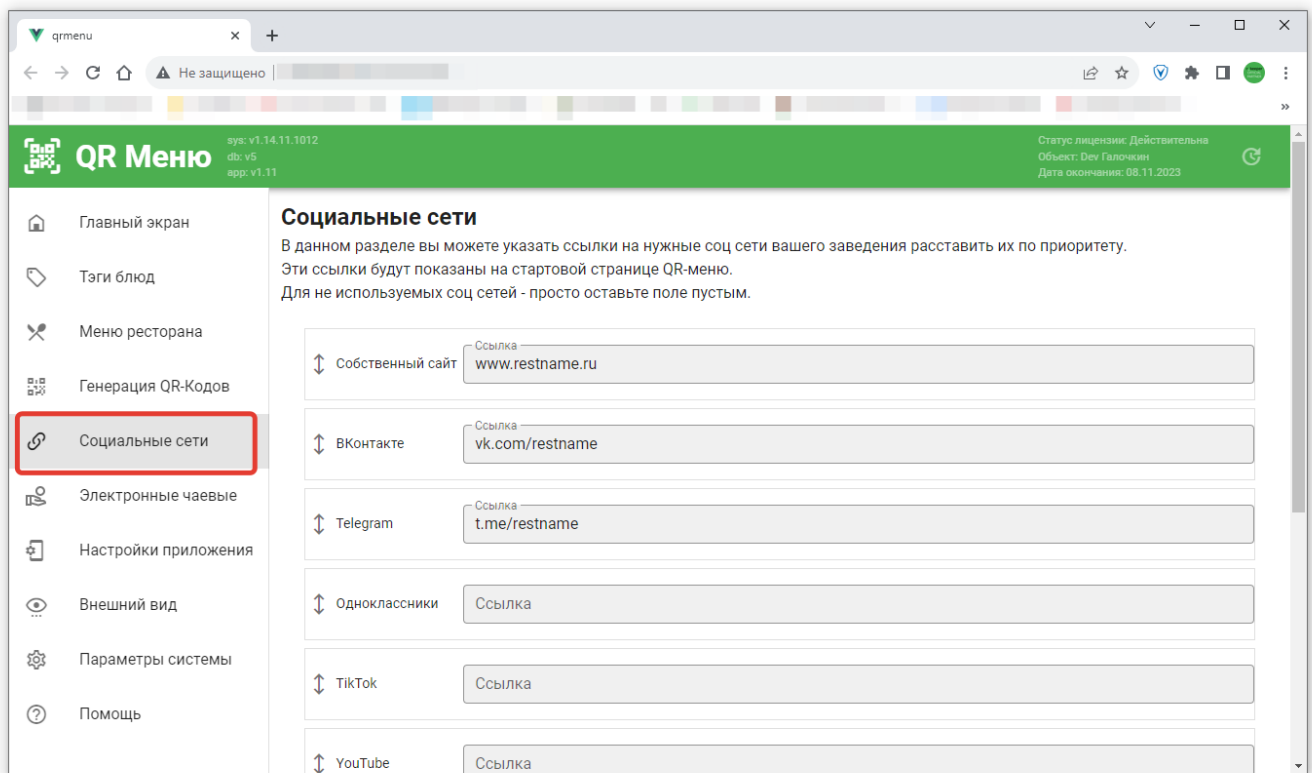 qrmenu
Не защищено
QR Меню
sys: v1.14.11.1012
db: v5
app: v1.11
Статус лицензии: Действительна
Объект: Dev Галочкин
Дата окончания: 08.11.2023
Главный экран
Тэги блюд
Меню ресторана
Генерация QR-Кодов
Социальные сети
Электронные чаевые
Настройки приложения
Внешний вид
Параметры системы
Помощь
Социальные сети
В данном разделе вы можете указать ссылки на нужные соц сети вашего заведения расставить их по приоритету.
Эти ссылки будут показаны на стартовой странице QR-меню.
Для не используемых соц сетей - просто оставьте поле пустым.
Ссылка
Собственный сайт www.restname.ru
Ссылка
ВКонтакте vk.com/restname
Ссылка
Telegram t.me/restname
Одноклассники Ссылка
TikTok Ссылка
YouTube Ссылка